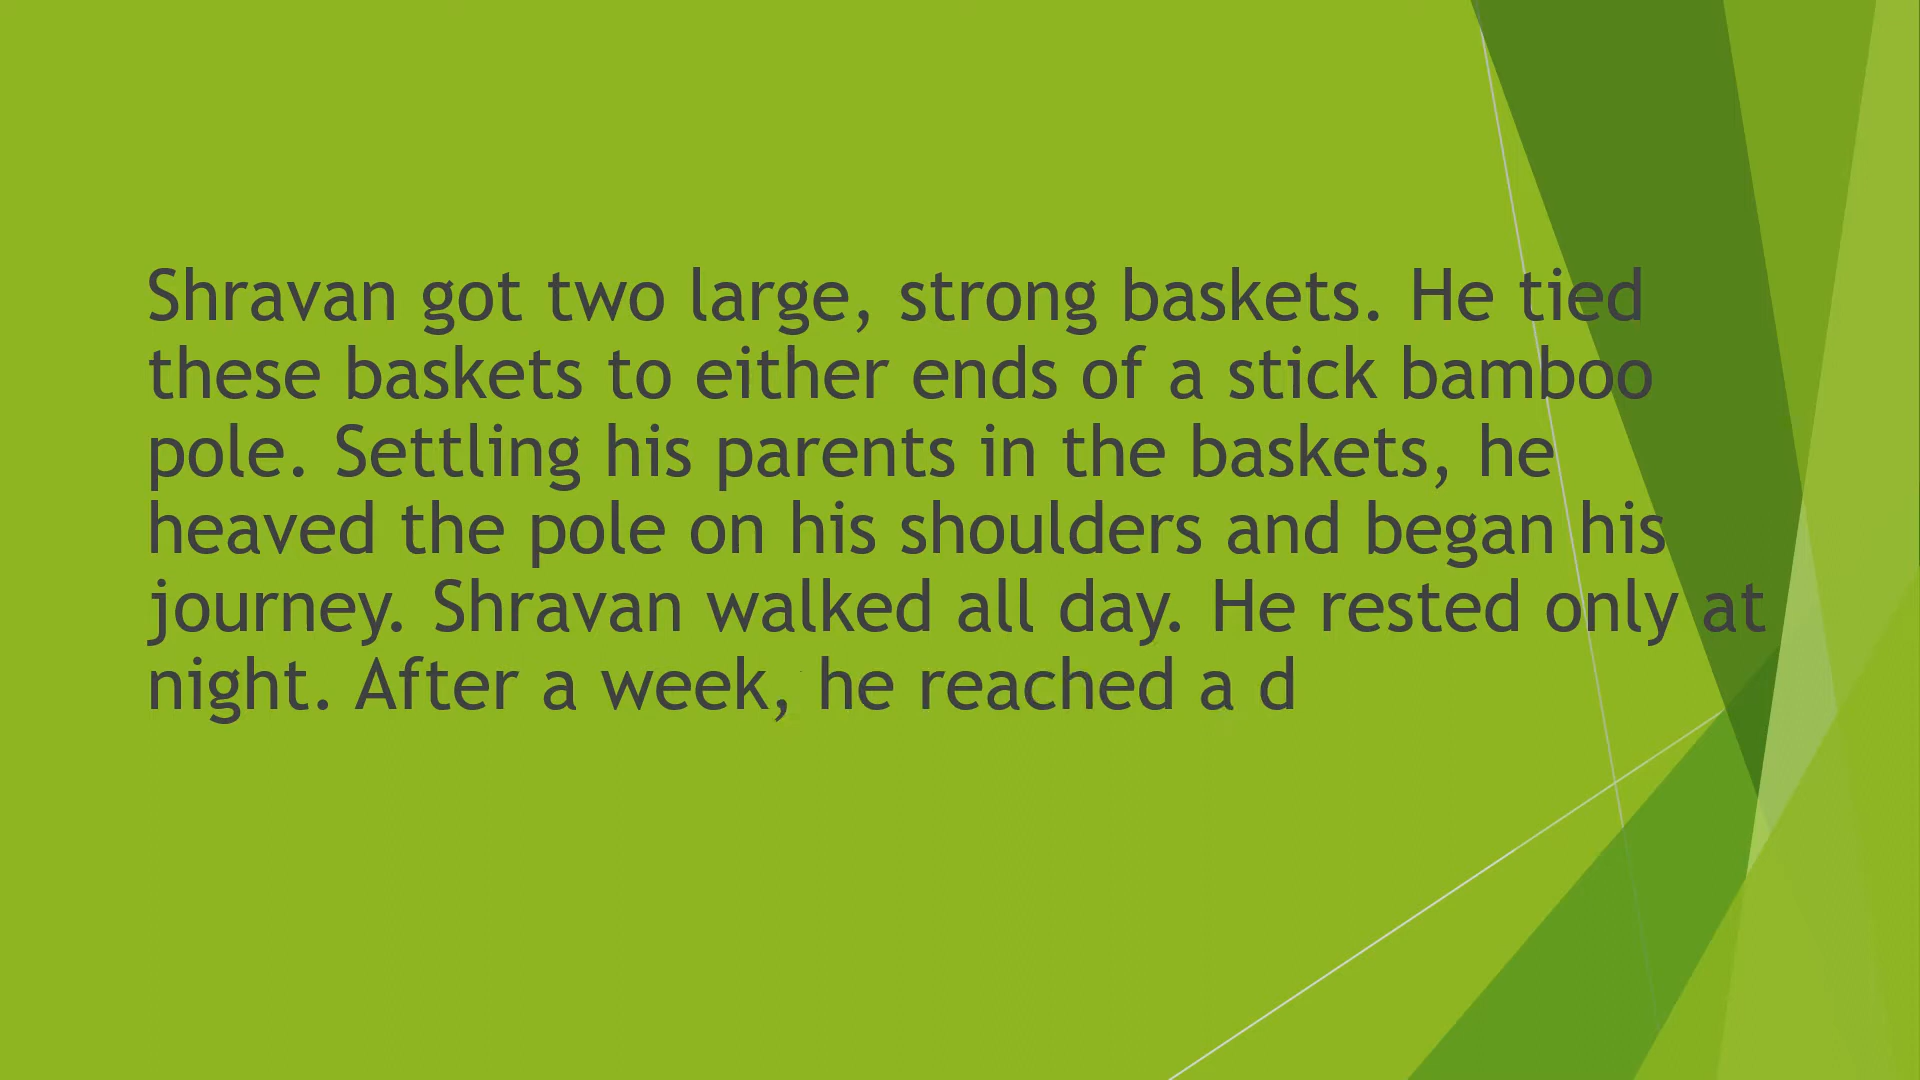 Shravan got two large, strong baskets. He tied
these baskets to either ends of a stick bamboo
pole. Settling his parents in the baskets, he
heaved the pole on his shoulders and began his
journey. Shravan walked all day. He rested only at
night. After a week, he reached a d